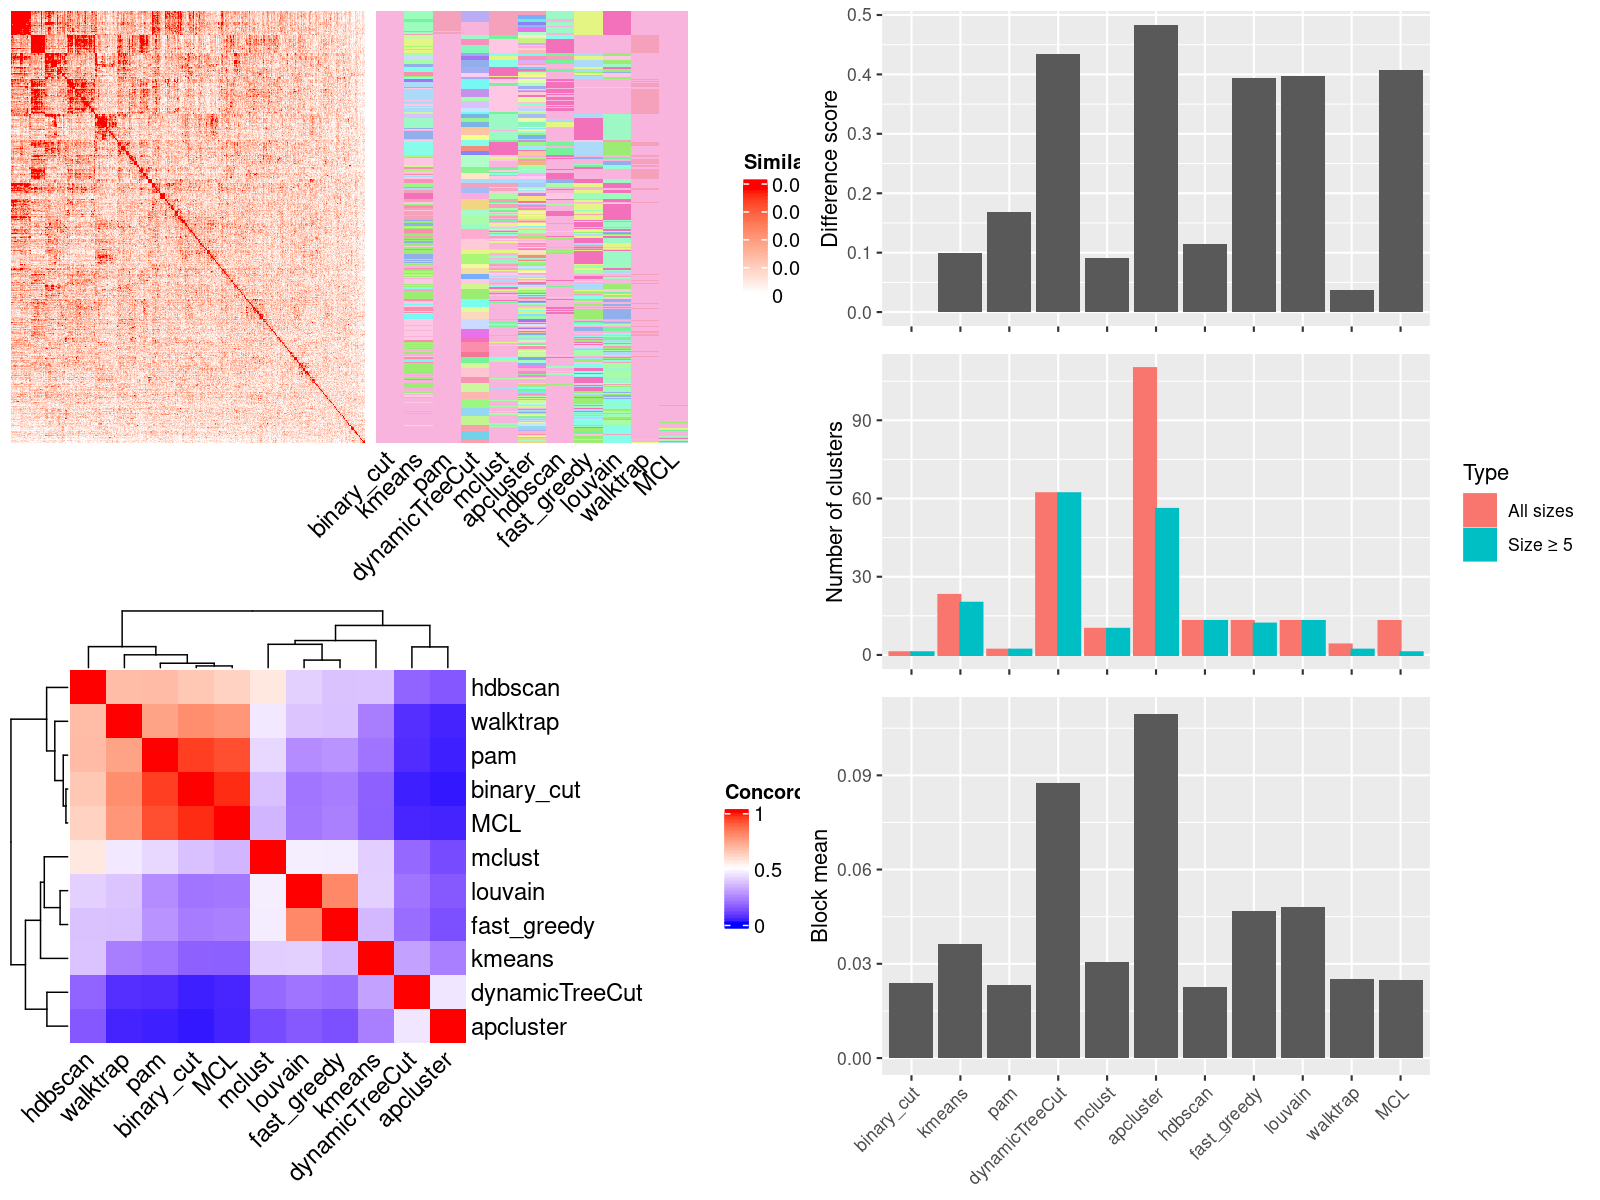 Simila
0.0
0.0
0.0
0.0
0
binary_cut
kmeans
pam
dynamicTreeCut
mclust
apcluster
hdbscan
fast_greedy
louvain
walktrap
MCL
hdbscan
walktrap
pam
binary_cut
MCL
mclust
louvain
fast_greedy
kmeans
dynamicTreeCut
apcluster
hdbscan
walktrap
pam
binary_cut
MCL
mclust
louvain
fast_greedy
kmeans
dynamicTreeCut
apcluster
Concord
1
0.5
0
Difference score
0.5
0.4
0.3
0.2
0.1
0.0
Number of clusters
90
60
30
0
Type
All sizes
Size ≥ 5
Block mean
0.09
0.06
0.03
0.00
binary_cut
kmeans
pam
dynamicTreeCut
mclust
apcluster
hdbscan
fast_greedy
louvain
walktrap
MCL